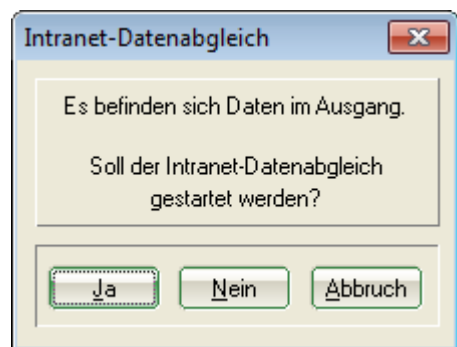 Intranet-Datenabgleich
Es befinden sich Daten im Ausgang.
Soll der Intranet-Datenabgleich
gestartet werden?
Ja Nein Abbruch